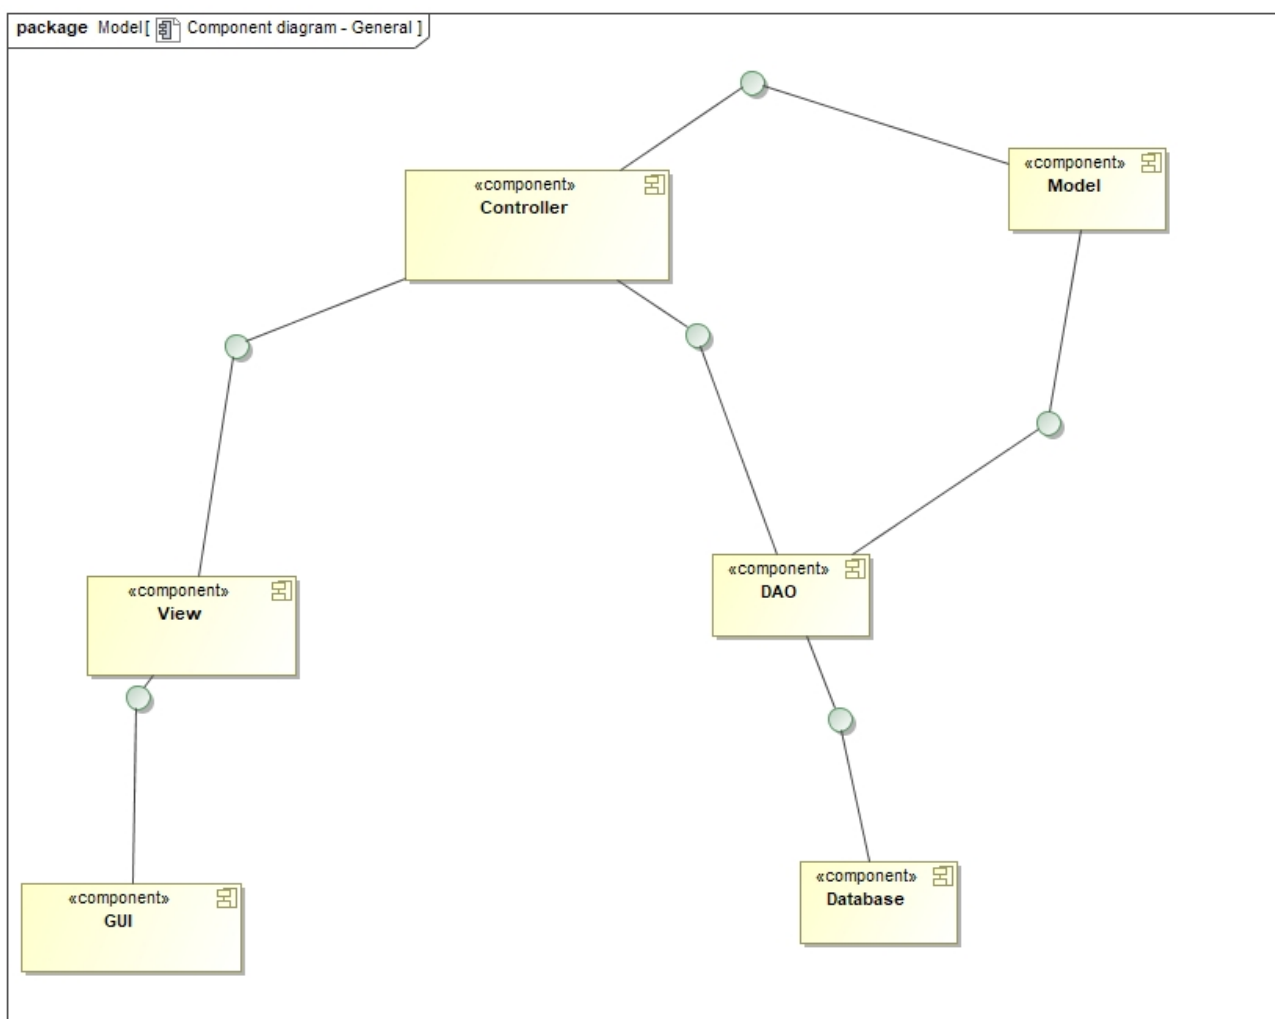 package Model[ Component diagram - General ]
«component»
Model
«component»
Controller
«component»
DAO
«component»
View
«component»
Database
«component»
GUI